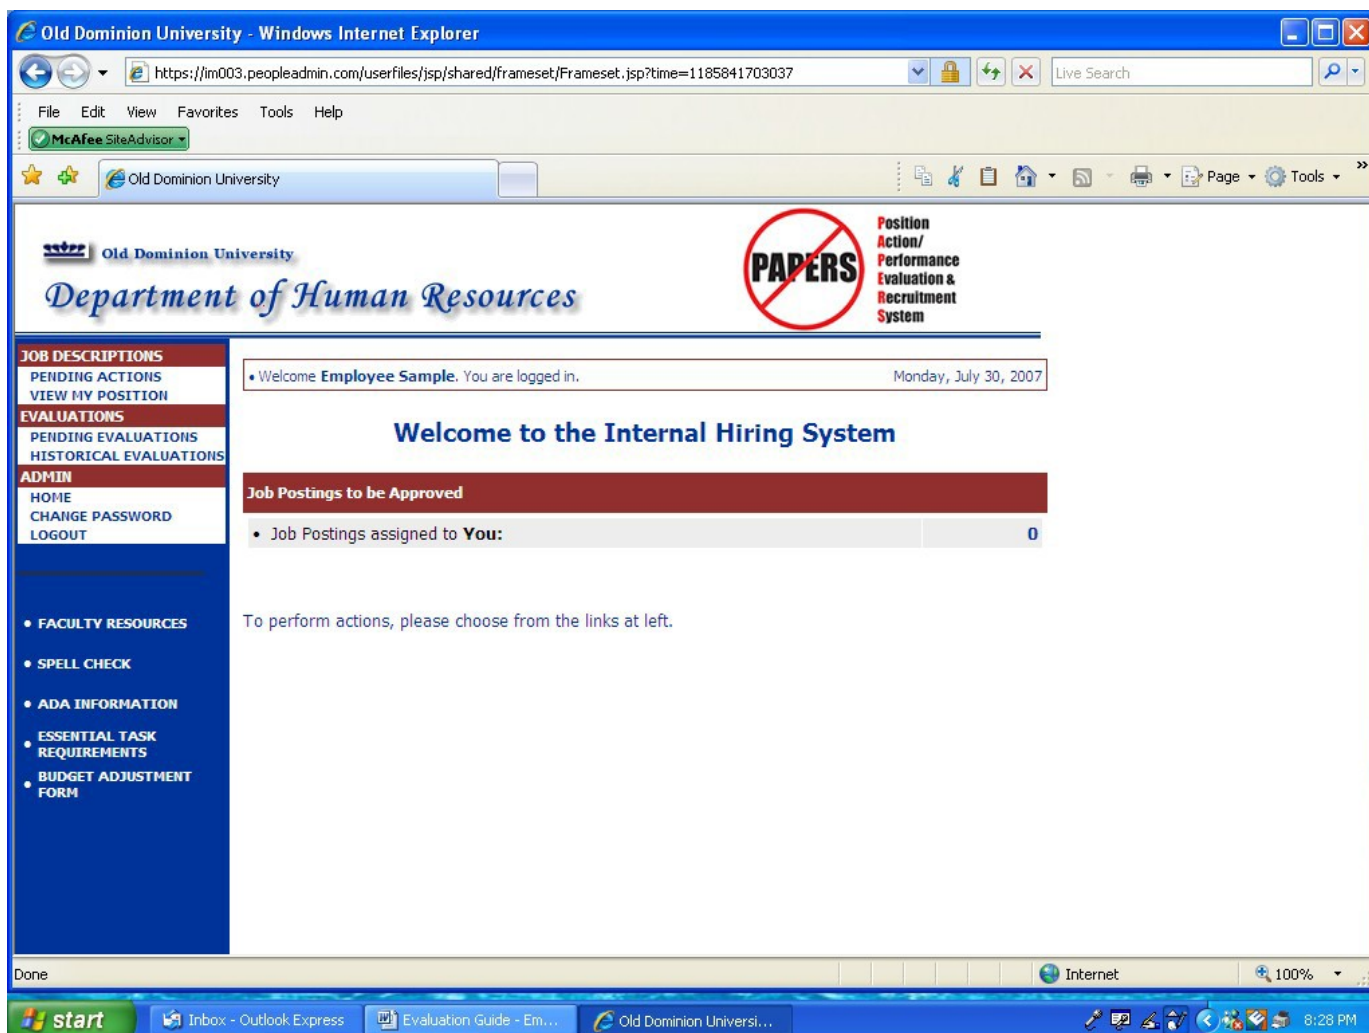 Old Dominion University - Windows Internet Explorer
https://im003.peopleadmin.com/userfiles/jsp/shared/frameset/Frameset.jsp?time=1185841703037
Live Search
File Edit View Favorites Tools Help
McAfee SiteAdvisor
Old Dominion University
Page Tools »
Old Dominion University
Department of Human Resources
PAPERS
Position
Action/
Performance
Evaluation &
Recruitment
System
JOB DESCRIPTIONS
PENDING ACTIONS
VIEW MY POSITION
EVALUATIONS
PENDING EVALUATIONS
HISTORICAL EVALUATIONS
ADMIN
HOME
CHANGE PASSWORD
LOGOUT
• FACULTY RESOURCES
• SPELL CHECK
• ADA INFORMATION
• ESSENTIAL TASK
REQUIREMENTS
• BUDGET ADJUSTMENT
FORM
• Welcome Employee Sample. You are logged in.
Monday, July 30, 2007
Welcome to the Internal Hiring System
Job Postings to be Approved
• Job Postings assigned to You: 0
To perform actions, please choose from the links at left.
Done
Internet
100%
start
Inbox - Outlook Express
Evaluation Guide - Em...
Old Dominion Universi...
8:28 PM